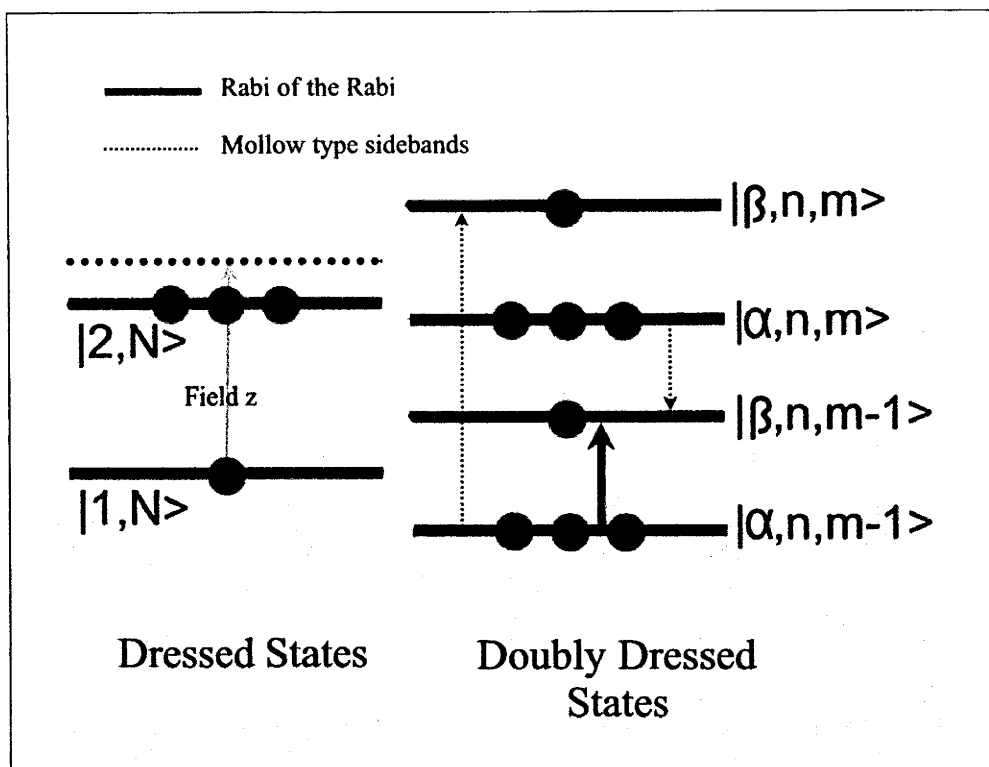 Rabi of the Rabi
Mollow type sidebands
|β,n,m>
|α,n,m>
|2,N>
Field z
|β,n,m-1>
|1,N>
|α,n,m-1>
Dressed States
Doubly Dressed
States